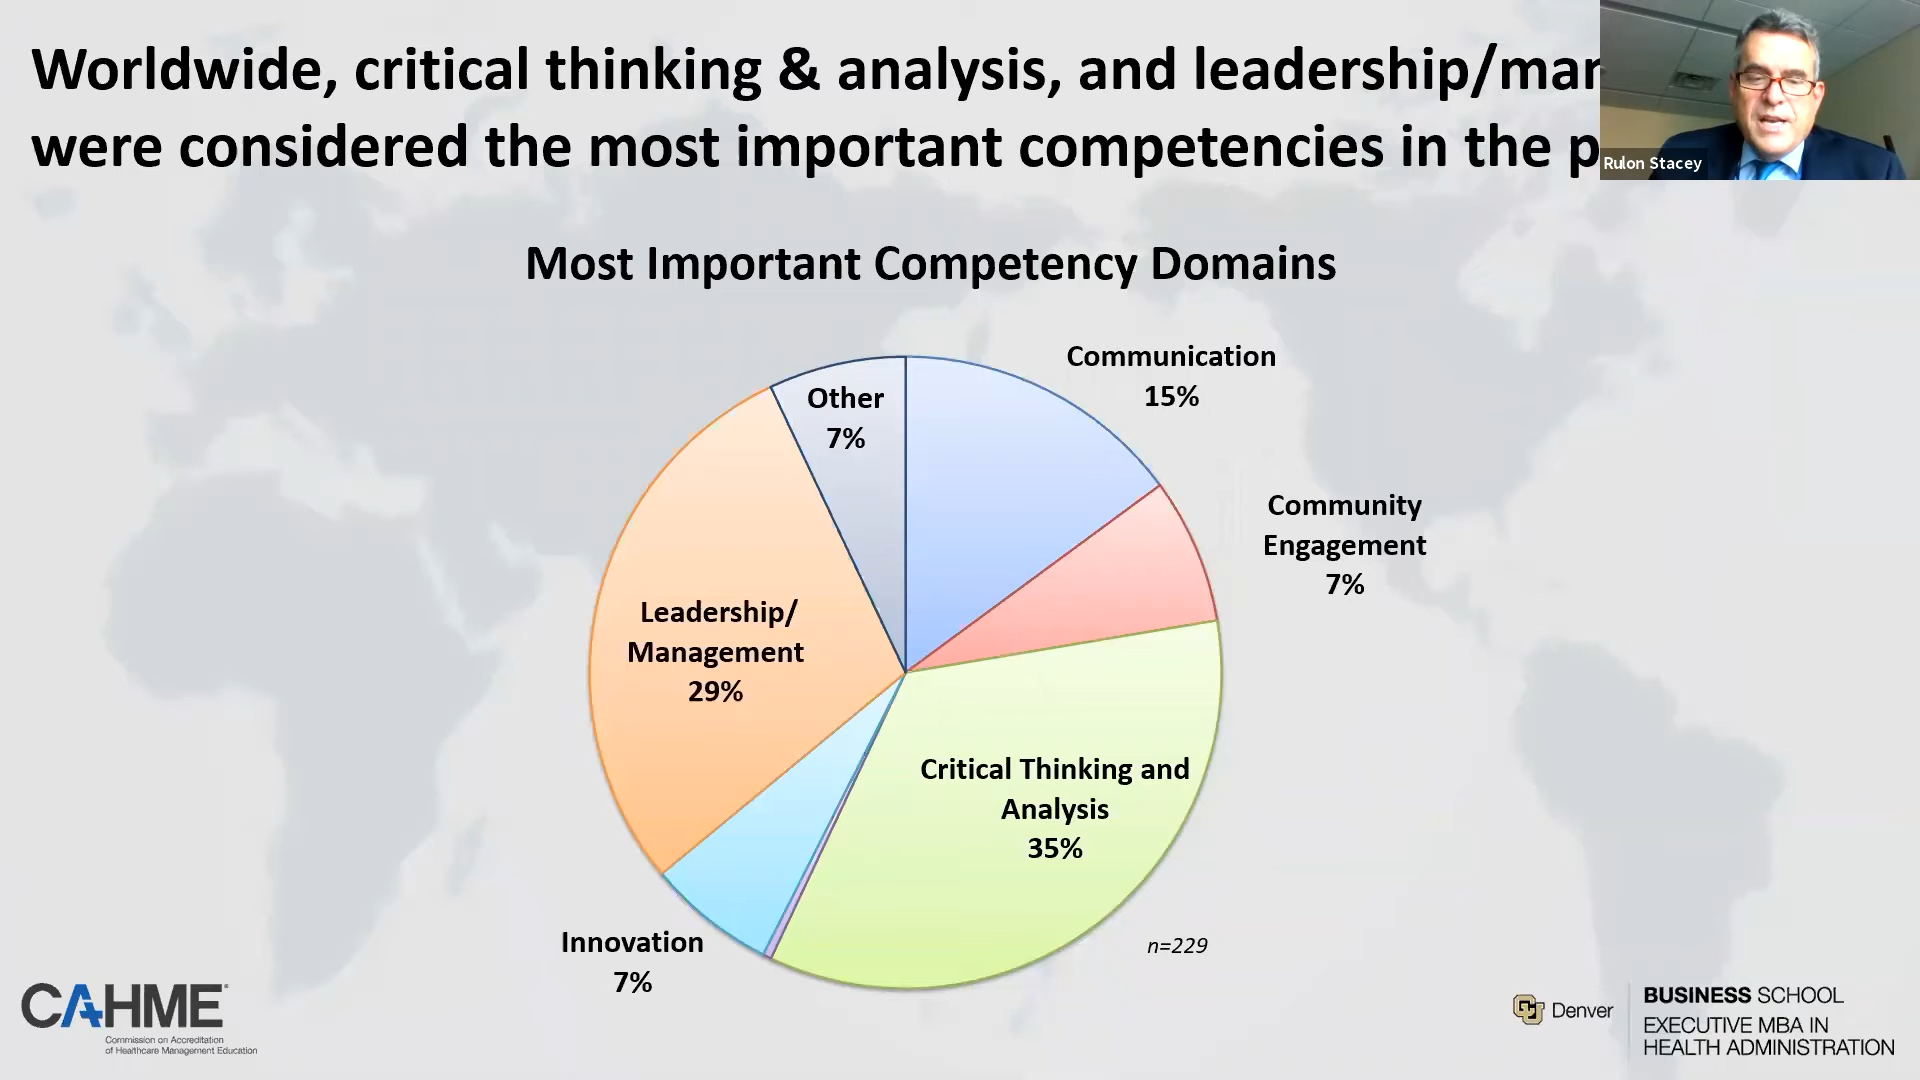 Worldwide, critical thinking & analysis, and leadership/man
were considered the most important competencies in the p
Rulon Stacey
Most Important Competency Domains
Communication
15%
Other
7%
Community
Engagement
7%
Leadership/
Management
29%
Critical Thinking and
Analysis
35%
Innovation
7%
n=229
CAHME
Commission on Accreditation
of Healthcare Management Education
CU Denver
BUSINESS SCHOOL
EXECUTIVE MBA IN
HEALTH ADMINISTRATION